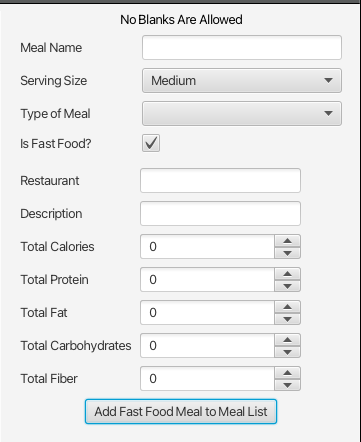 No Blanks Are Allowed
Meal Name
Serving Size Medium
Type of Meal
Is Fast Food?
Restaurant
Description
Total Calories 0
Total Protein 0
Total Fat 0
Total Carbohydrates 0
Total Fiber 0
Add Fast Food Meal to Meal List